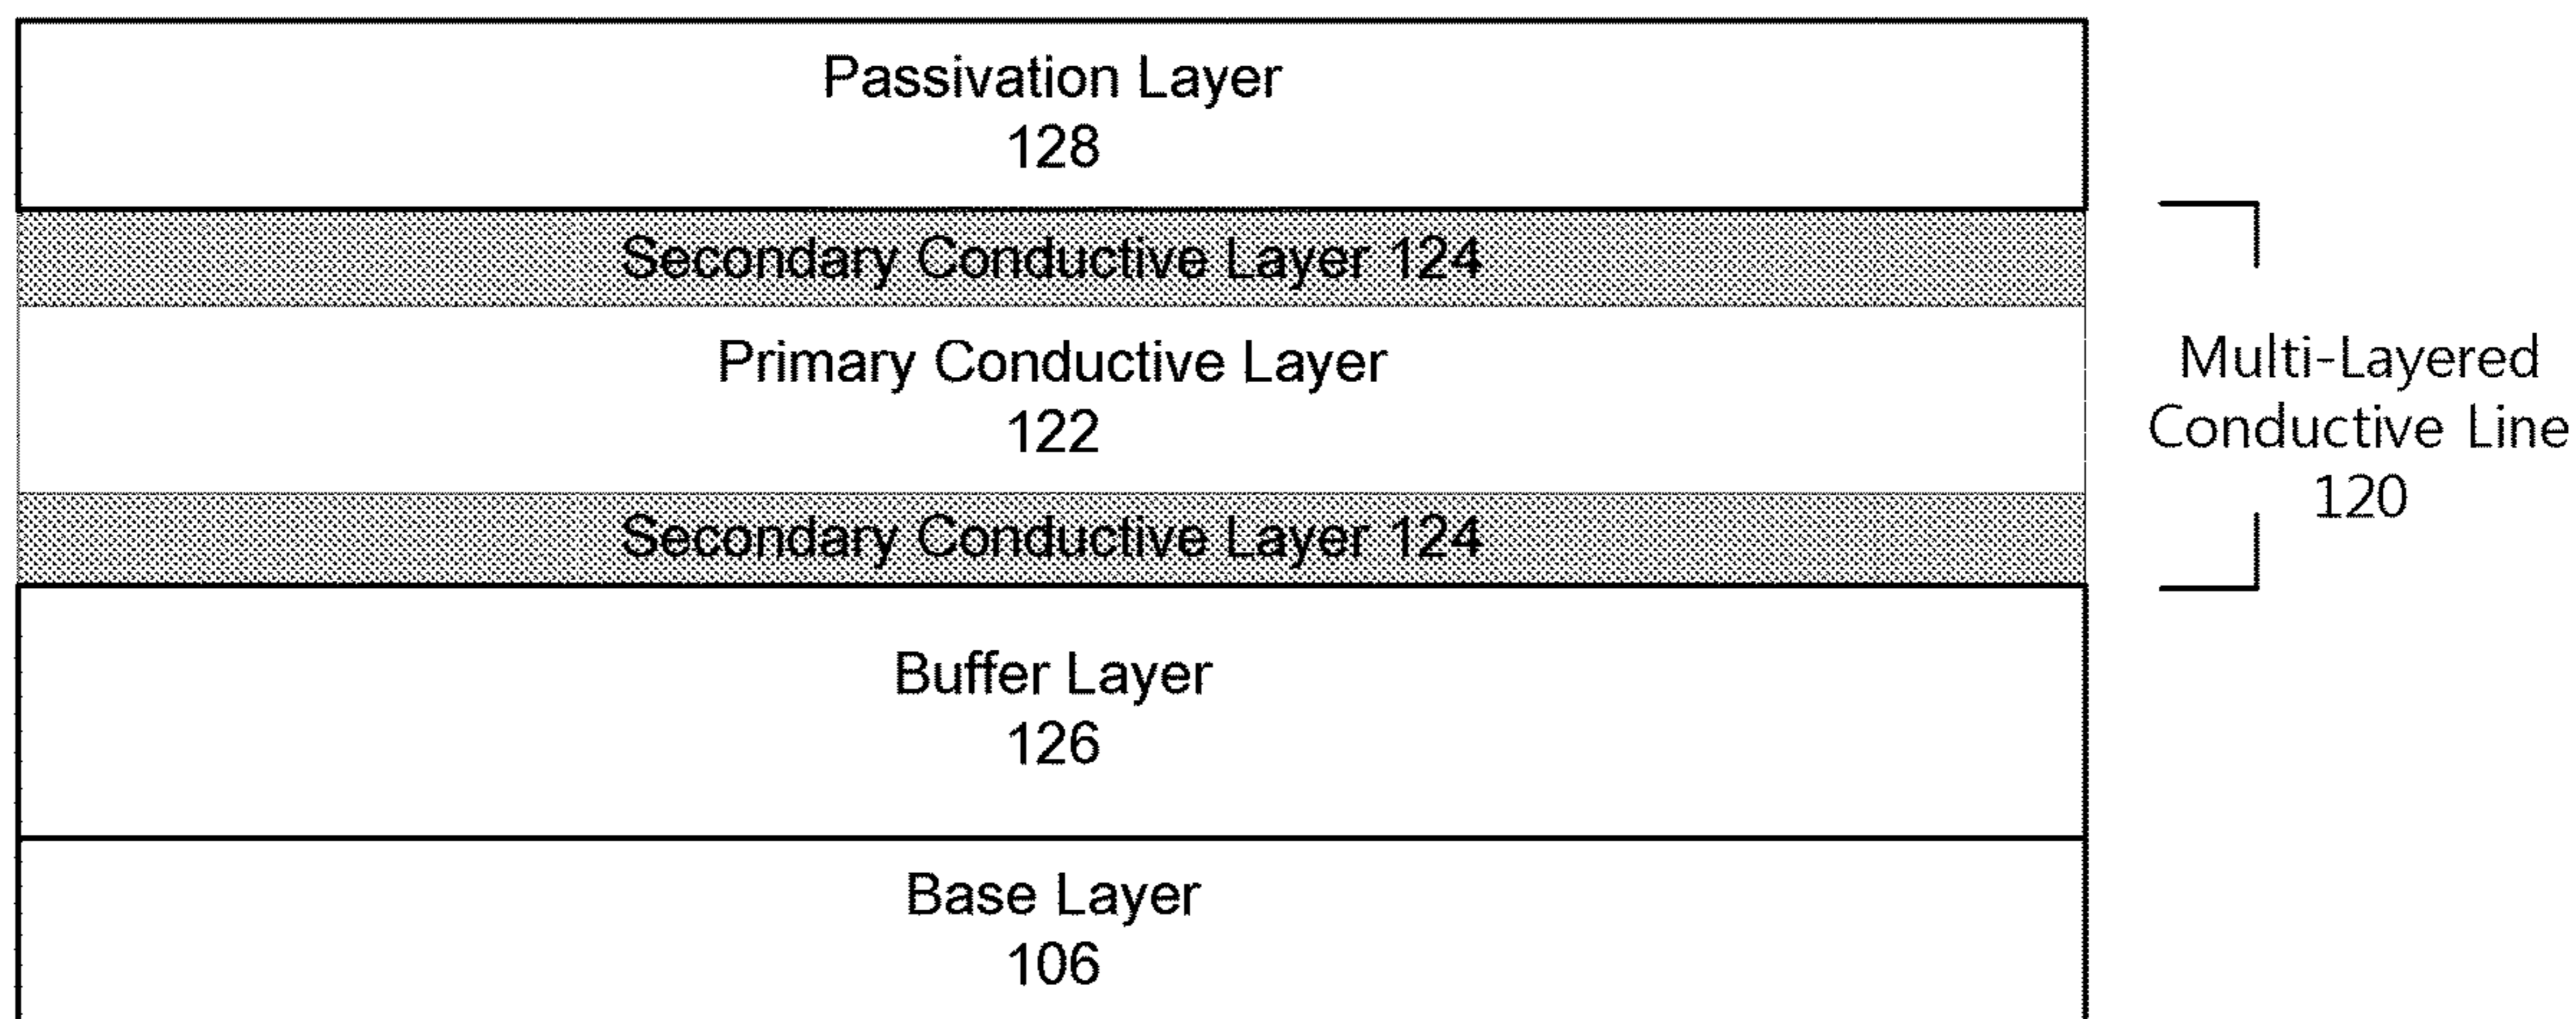 Passivation Layer
128
Secondary Conductive Layer 124
Primary Conductive Layer
122
Secondary Conductive Layer 124
Multi-Layered
Conductive Line
120
Buffer Layer
126
Base Layer
106